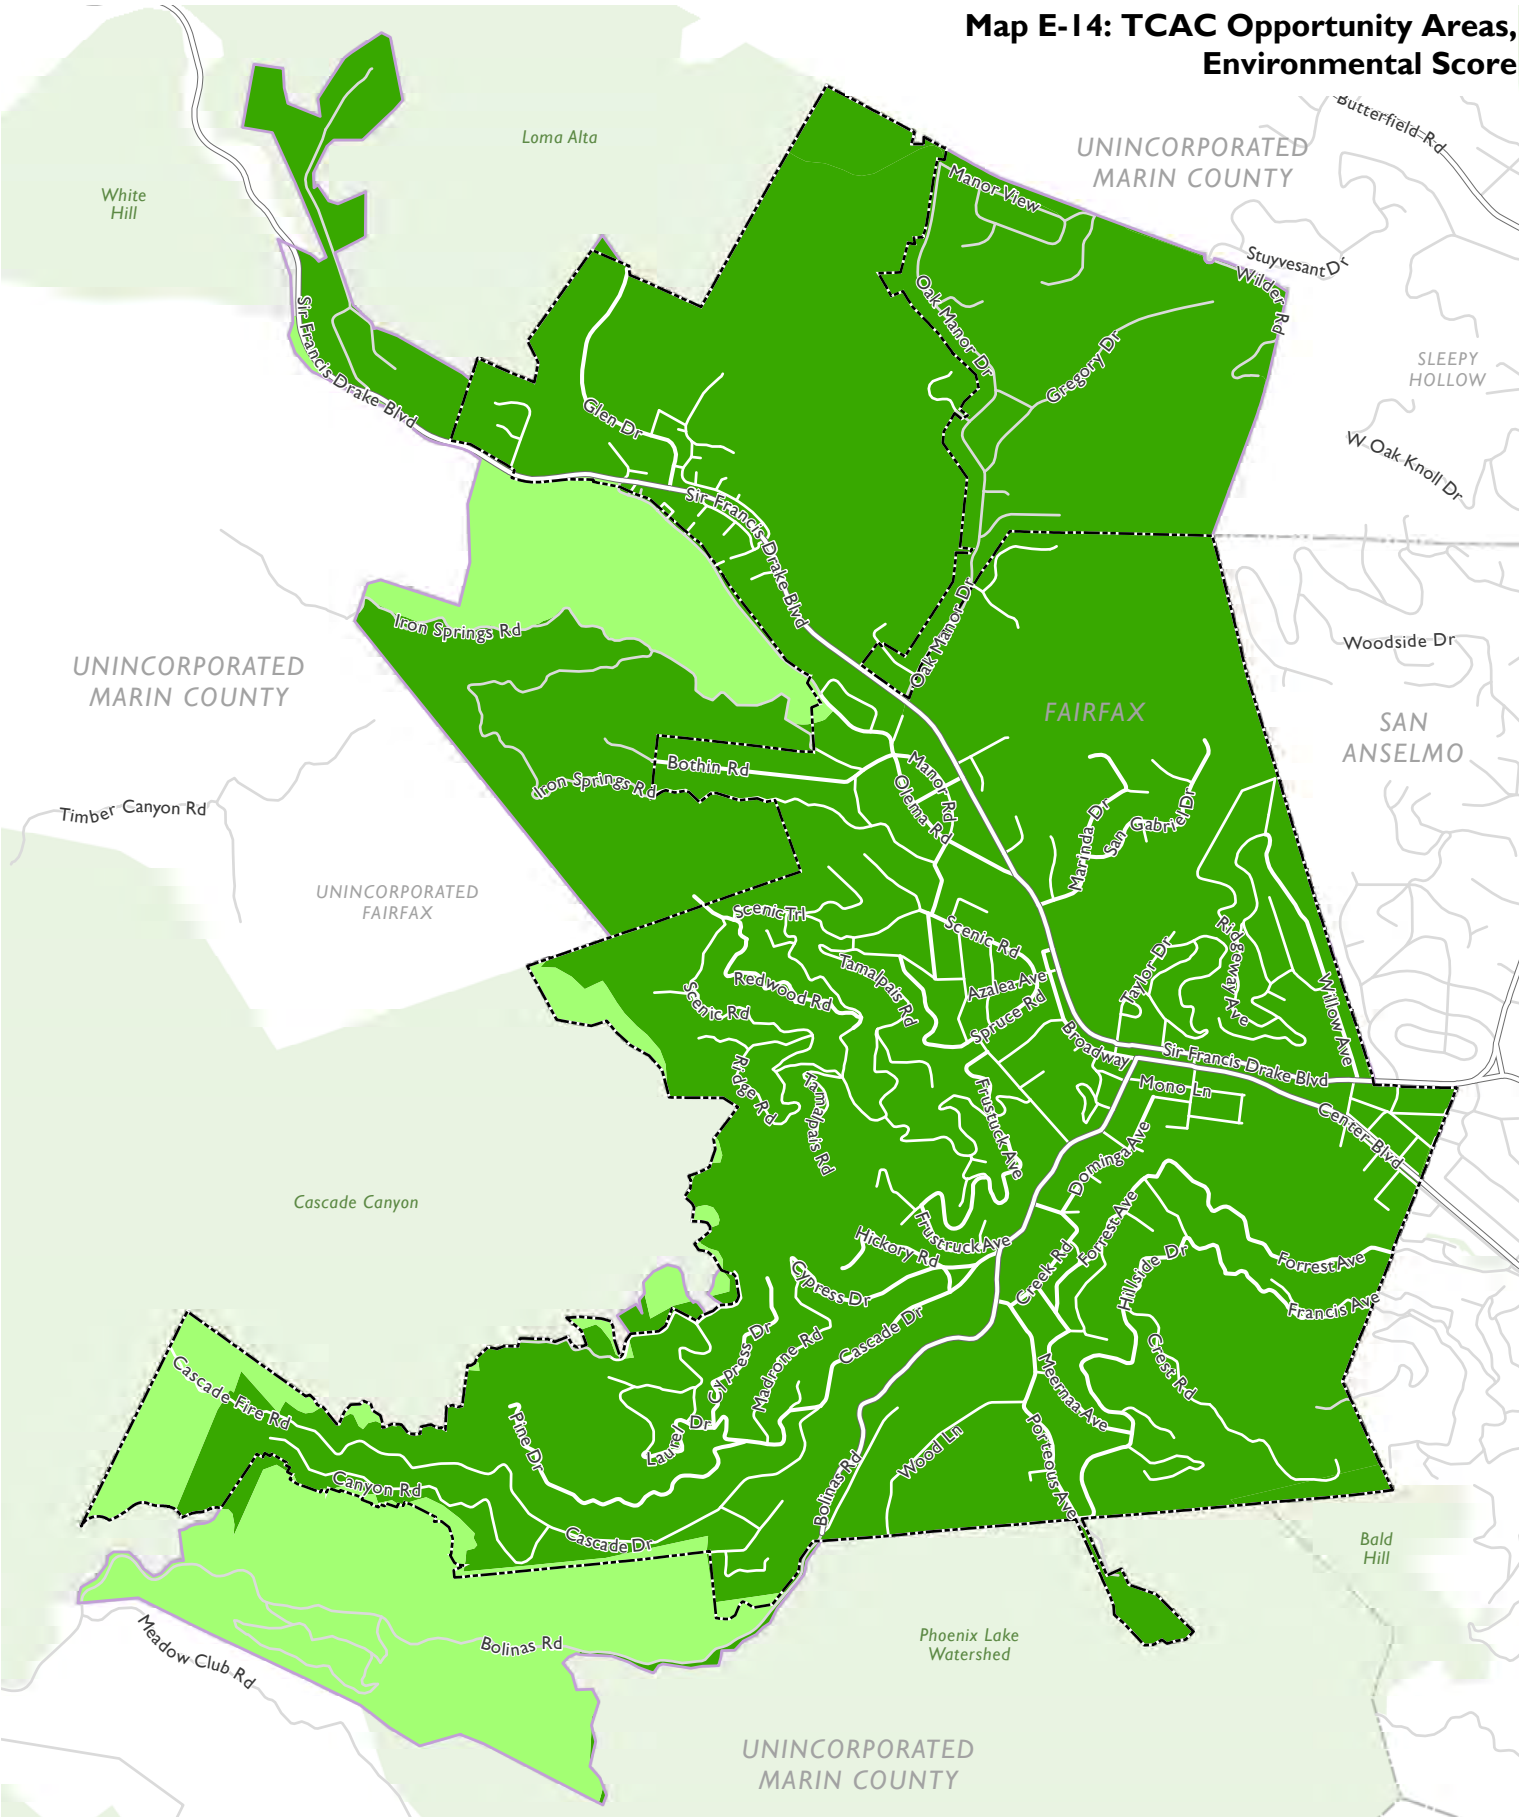 Map E-14: TCAC Opportunity Areas,
Environmental Score
Butterfield Rd
Loma Alta
UNINCORPORATED
MARIN COUNTY
White
Hill
Manor View
Stuyvesant Dr
Wilder Rd
Sir Francis Drake Blvd
Oak Manor Dr
Gregory Dr
SLEEPY
HOLLOW
Glen Dr
W Oak Knoll Dr
Sir Francis Drake Blvd
Iron Springs Rd
Oak Manor Dr
Woodside Dr
UNINCORPORATED
MARIN COUNTY
FAIRFAX
SAN
ANSELMO
Bothin Rd
Manor Rd
Iron Springs Rd
Olema Rd
Timber Canyon Rd
Marinda Dr
San Gabriel Dr
UNINCORPORATED
FAIRFAX
Scenic Trl
Scenic Rd
Ridgeway Ave
Taylor Dr
Tamalpais Rd
Redwood Rd
Azalea Ave
Scenic Rd
Spruce Rd
Willow Ave
Broadway
Sir Francis Drake Blvd
Ridge Rd
Tamalpais Rd
Frustuck Ave
Mono Ln
Center Blvd
Dominga Ave
Cascade Canyon
Forrest Ave
Frustruck Ave
Hickory Rd
Creek Rd
Hillside Dr
Forrest Ave
Cypress Dr
Francis Ave
Cascade Dr
Cypress Dr
Madrone Rd
Crest Rd
Cascade Fire Rd
Meernaa Ave
Pine Dr
Laurel Dr
Wood Ln
Porteous Ave
Canyon Rd
Bolinas Rd
Cascade Dr
Bald
Hill
Meadow Club Rd
Bolinas Rd
Phoenix Lake
Watershed
UNINCORPORATED
MARIN COUNTY